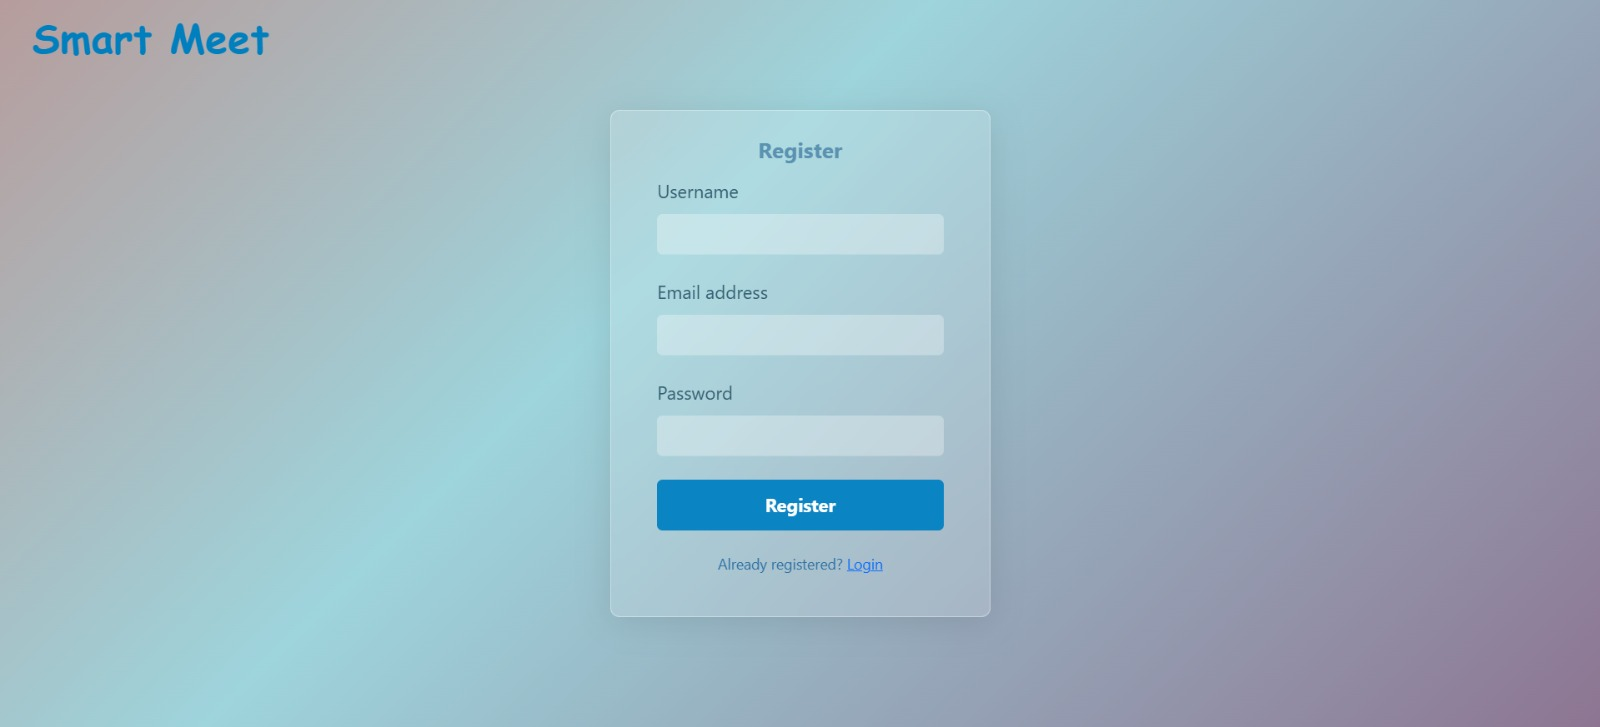 Smart Meet
Register
Username
Email address
Password
Register
Already registered? Login